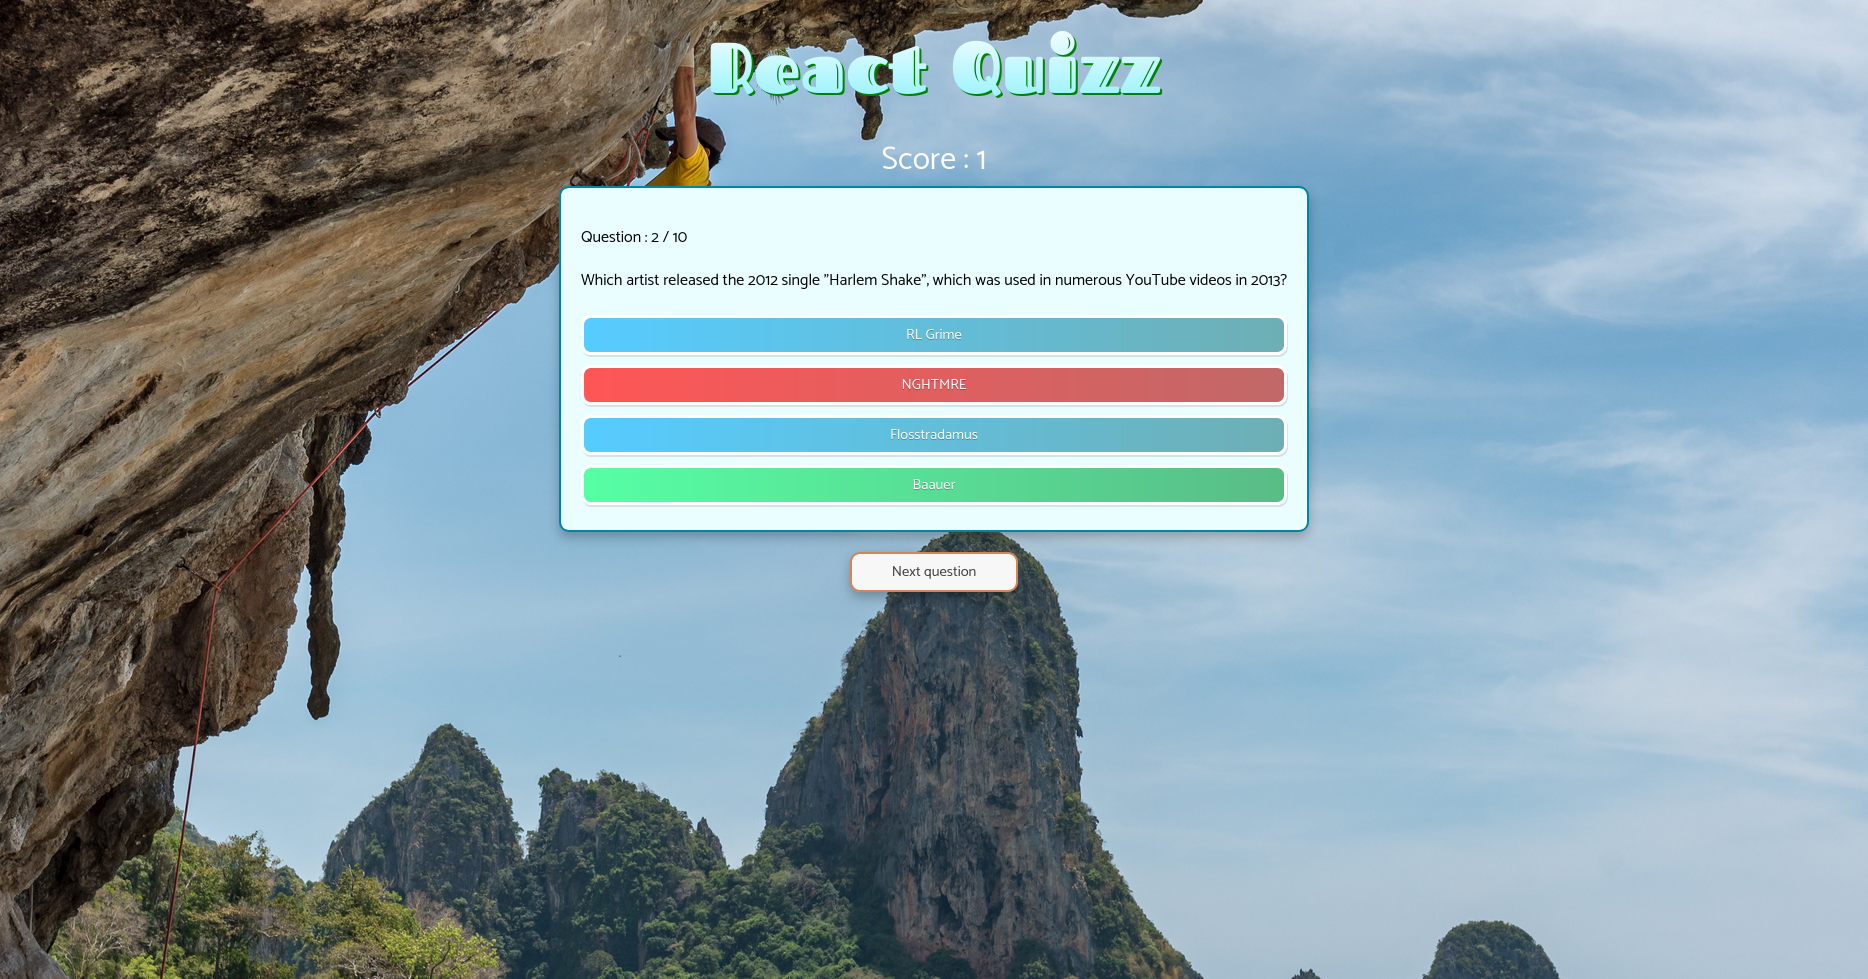 React Quizz
Score : 1
Question : 2 / 10
Which artist released the 2012 single "Harlem Shake", which was used in numerous YouTube videos in 2013?
RL Grime
NGHTMRE
Flosstradamus
Baauer
Next question